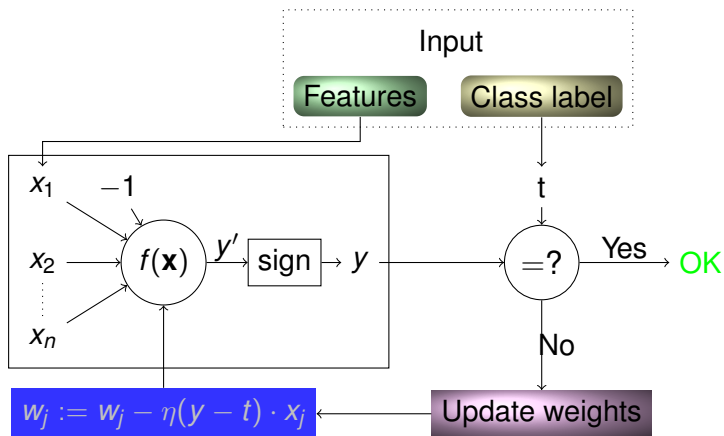 Input
Features
Class label
x₁
−1
t
x₂
f(𝐱)
y′
sign
y
=?
Yes
OK
xₙ
No
wⱼ := wⱼ − η(y − t) · xⱼ
Update weights